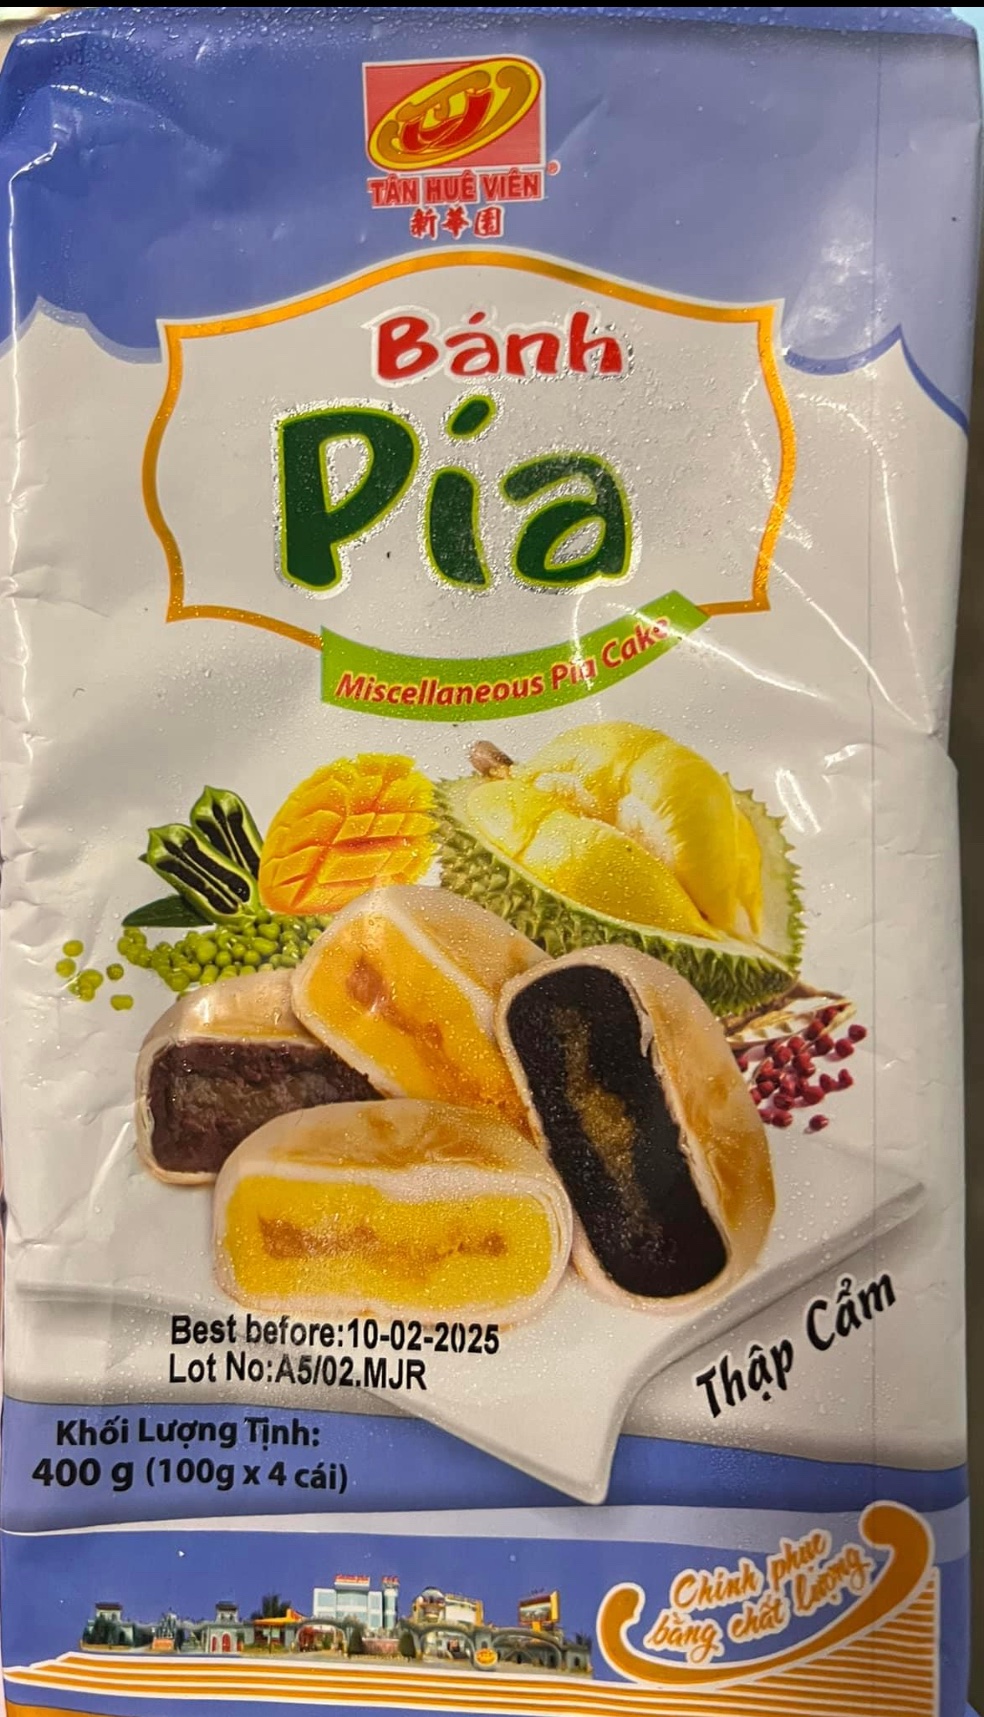 TÂN HUÊ VIÊN
新華園
Bánh
Pía
Miscellaneous Pía Cake
Best before:10-02-2025
Lot No:A5/02.MJR
Thập Cẩm
Khối Lượng Tịnh:
400 g (100g x 4 cái)
Chinh phục
bằng chất lượng